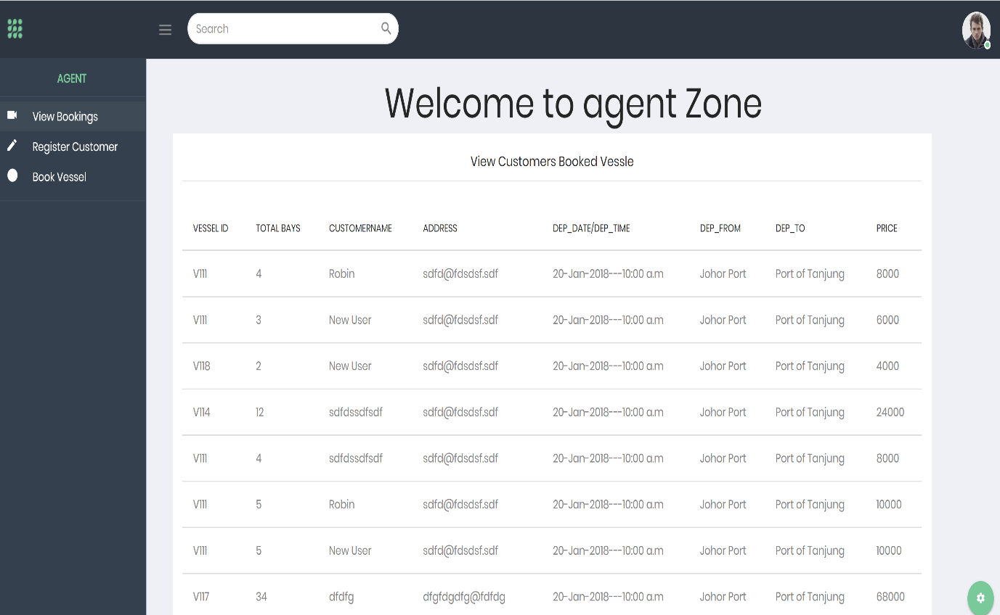 Search
AGENT
View Bookings
Register Customer
Book Vessel
Welcome to agent Zone
View Customers Booked Vessle
VESSEL ID TOTAL BAYS CUSTOMERNAME ADDRESS DEP_DATE/DEP_TIME DEP_FROM DEP_TO PRICE
V111 4 Robin sdfd@fdsdsf.sdf 20-Jan-2018---10:00 a.m Johor Port Port of Tanjung 8000
V111 3 New User sdfd@fdsdsf.sdf 20-Jan-2018---10:00 a.m Johor Port Port of Tanjung 6000
V118 2 New User sdfd@fdsdsf.sdf 20-Jan-2018---10:00 a.m Johor Port Port of Tanjung 4000
V114 12 sdfdssdfsdf sdfd@fdsdsf.sdf 20-Jan-2018---10:00 a.m Johor Port Port of Tanjung 24000
V111 4 sdfdssdfsdf sdfd@fdsdsf.sdf 20-Jan-2018---10:00 a.m Johor Port Port of Tanjung 8000
V111 5 Robin sdfd@fdsdsf.sdf 20-Jan-2018---10:00 a.m Johor Port Port of Tanjung 10000
V111 5 New User sdfd@fdsdsf.sdf 20-Jan-2018---10:00 a.m Johor Port Port of Tanjung 10000
V117 34 dfdfg dfgfdgdfg@fdfdg 20-Jan-2018---10:00 a.m Johor Port Port of Tanjung 68000